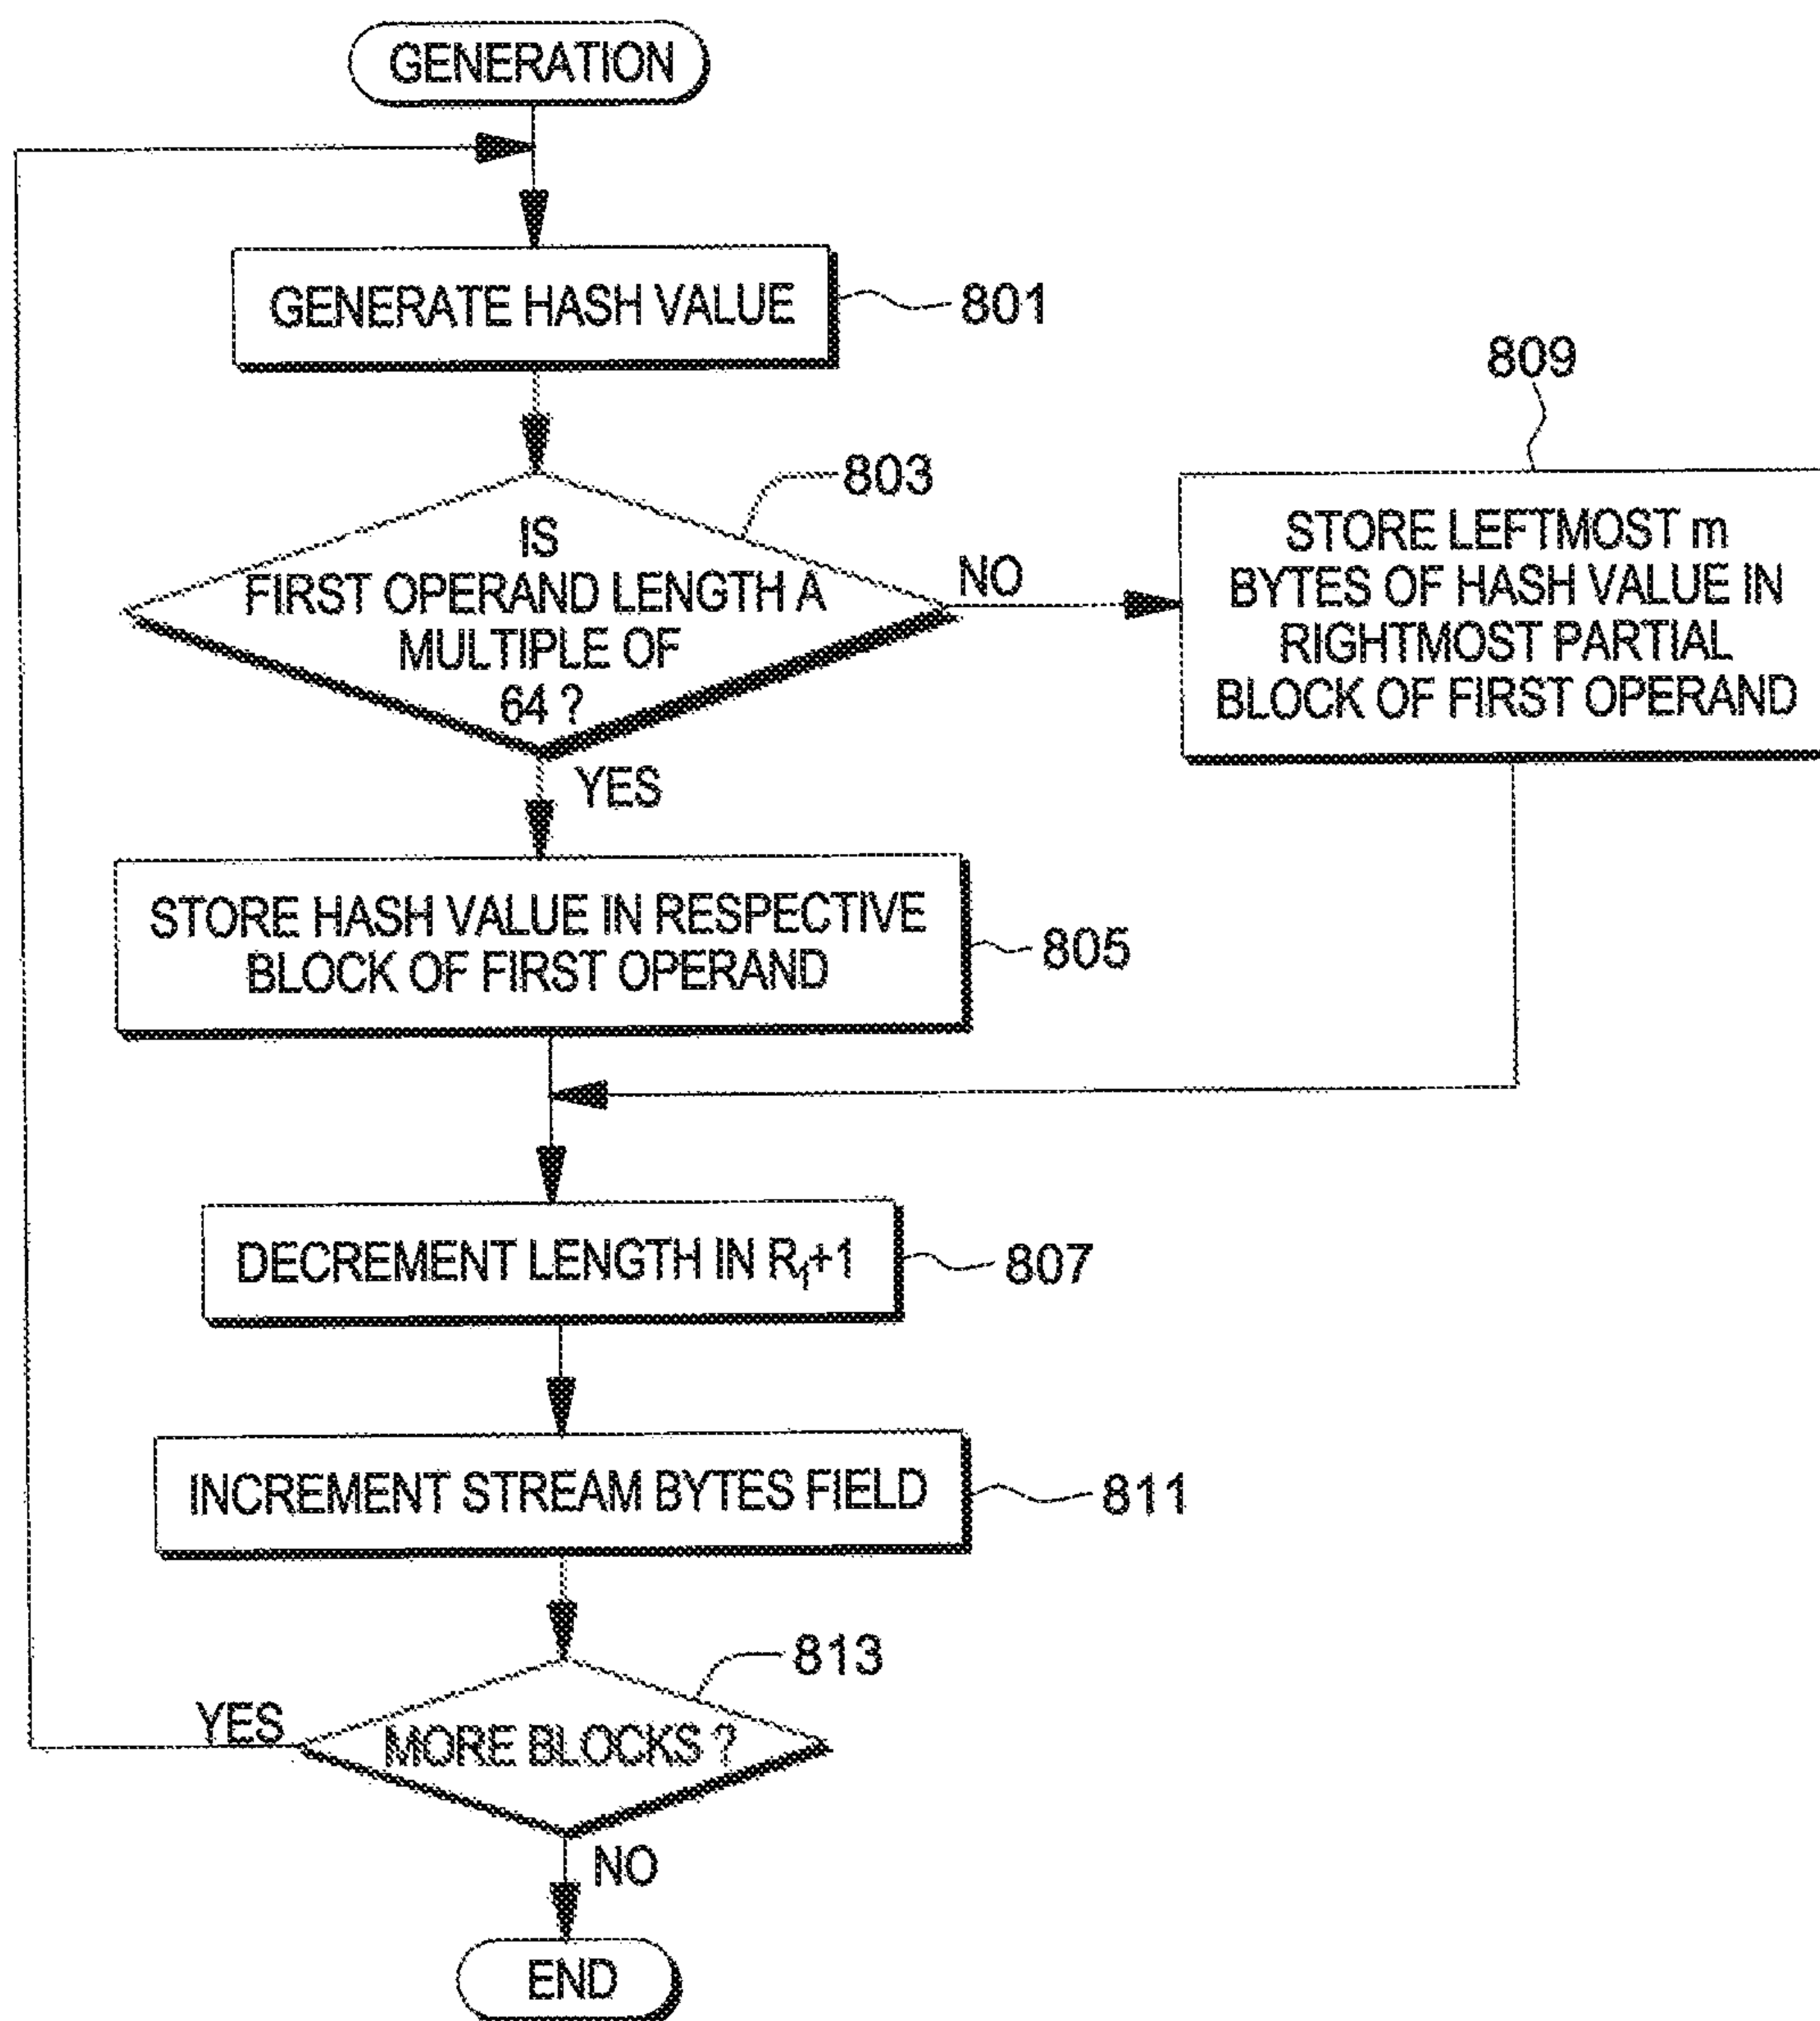 GENERATION
GENERATE HASH VALUE
801
IS
FIRST OPERAND LENGTH A
MULTIPLE OF
64 ?
803
NO
YES
809
STORE LEFTMOST m
BYTES OF HASH VALUE IN
RIGHTMOST PARTIAL
BLOCK OF FIRST OPERAND
STORE HASH VALUE IN RESPECTIVE
BLOCK OF FIRST OPERAND
805
DECREMENT LENGTH IN R₁+1
807
INCREMENT STREAM BYTES FIELD
811
MORE BLOCKS ?
813
YES
NO
END